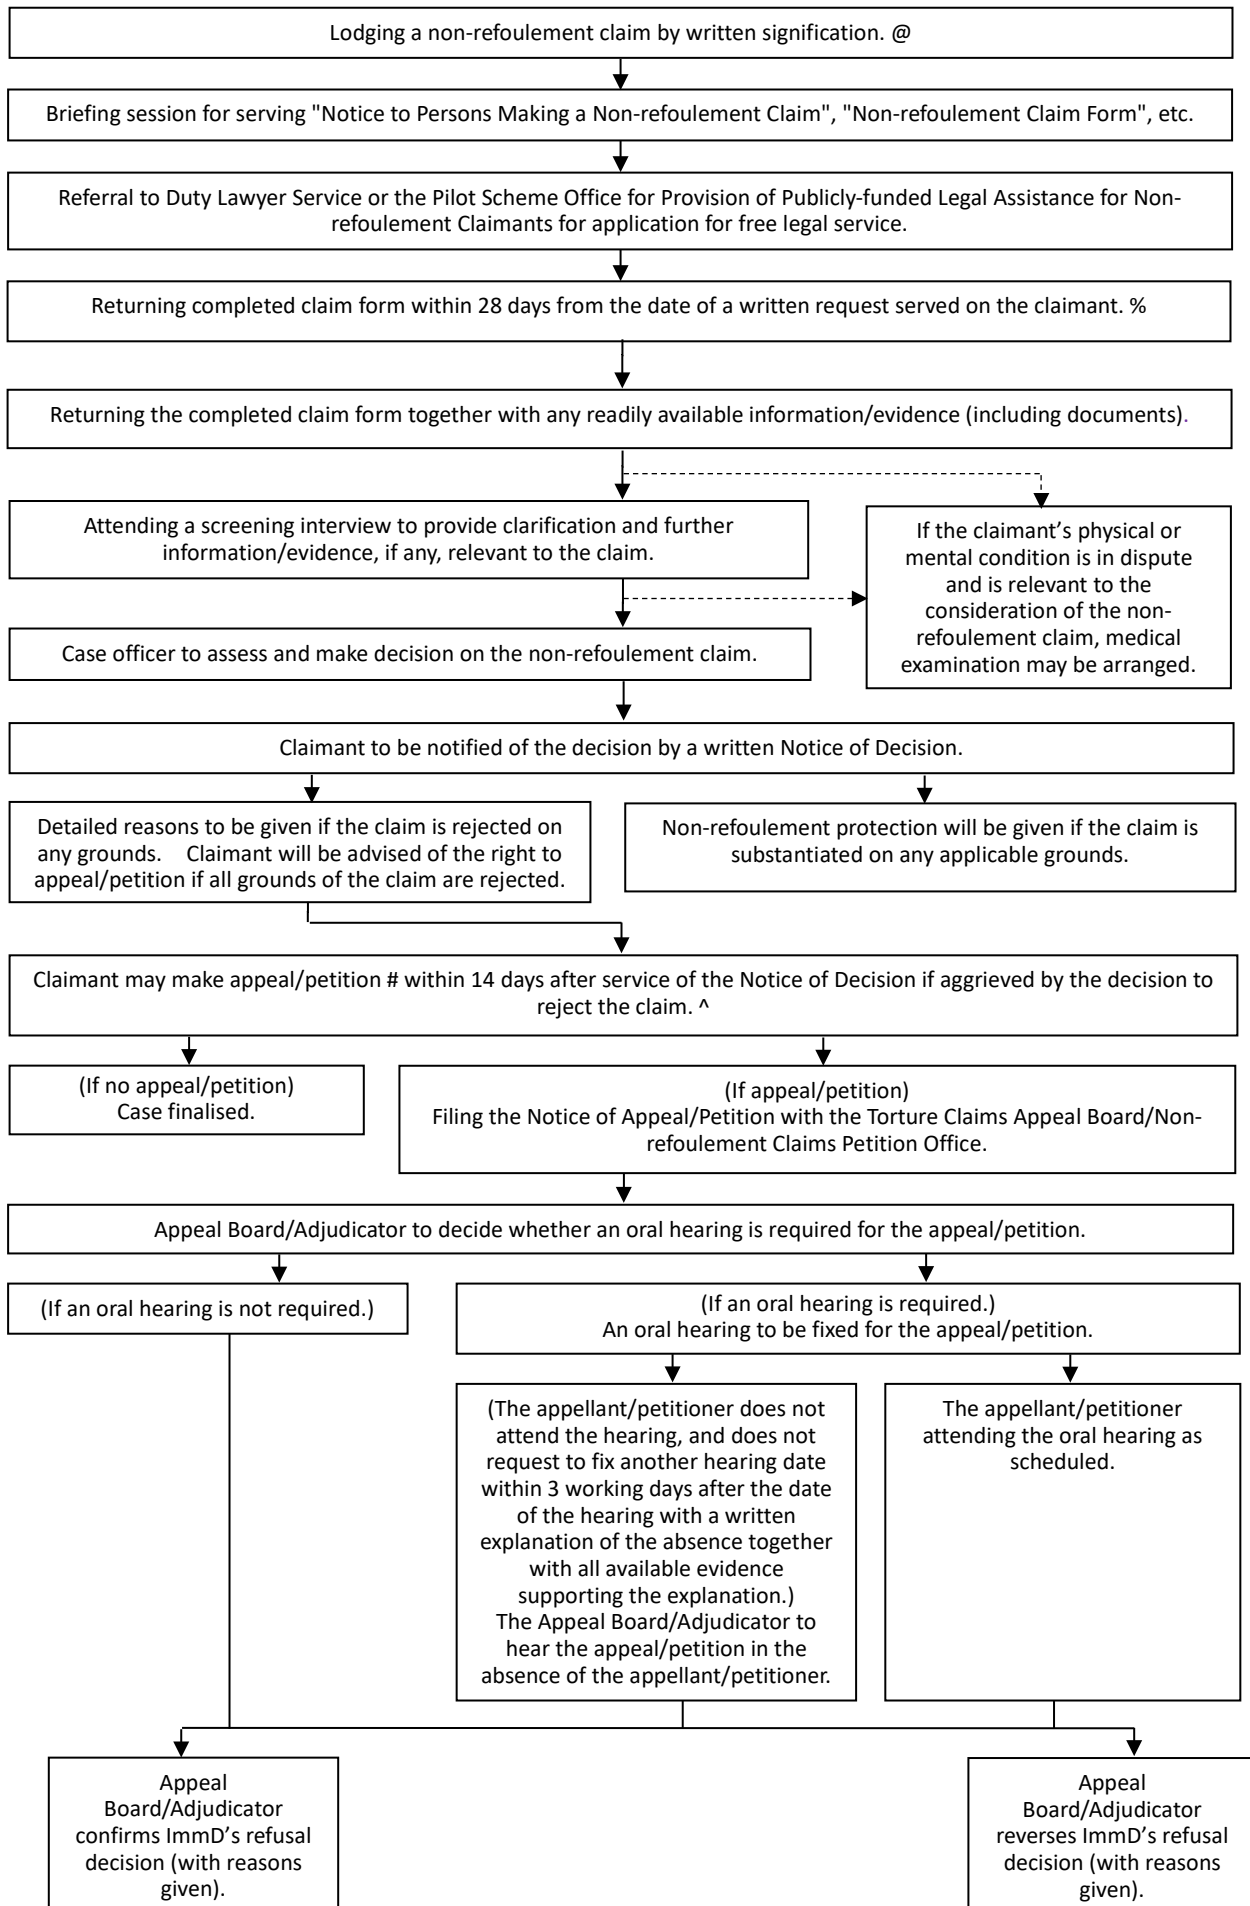 Lodging a non-refoulement claim by written signification. @
Briefing session for serving "Notice to Persons Making a Non-refoulement Claim", "Non-refoulement Claim Form", etc.
Referral to Duty Lawyer Service or the Pilot Scheme Office for Provision of Publicly-funded Legal Assistance for Non-
refoulement Claimants for application for free legal service.
Returning completed claim form within 28 days from the date of a written request served on the claimant. %
Returning the completed claim form together with any readily available information/evidence (including documents).
Attending a screening interview to provide clarification and further
information/evidence, if any, relevant to the claim.
If the claimant’s physical or
mental condition is in dispute
and is relevant to the
consideration of the non-
refoulement claim, medical
examination may be arranged.
Case officer to assess and make decision on the non-refoulement claim.
Claimant to be notified of the decision by a written Notice of Decision.
Detailed reasons to be given if the claim is rejected on
any grounds. Claimant will be advised of the right to
appeal/petition if all grounds of the claim are rejected.
Non-refoulement protection will be given if the claim is
substantiated on any applicable grounds.
Claimant may make appeal/petition # within 14 days after service of the Notice of Decision if aggrieved by the decision to
reject the claim. ^
(If no appeal/petition)
Case finalised.
(If appeal/petition)
Filing the Notice of Appeal/Petition with the Torture Claims Appeal Board/Non-
refoulement Claims Petition Office.
Appeal Board/Adjudicator to decide whether an oral hearing is required for the appeal/petition.
(If an oral hearing is not required.)
(If an oral hearing is required.)
An oral hearing to be fixed for the appeal/petition.
(The appellant/petitioner does not
attend the hearing, and does not
request to fix another hearing date
within 3 working days after the date
of the hearing with a written
explanation of the absence together
with all available evidence
supporting the explanation.)
The Appeal Board/Adjudicator to
hear the appeal/petition in the
absence of the appellant/petitioner.
The appellant/petitioner
attending the oral hearing as
scheduled.
Appeal
Board/Adjudicator
confirms ImmD’s refusal
decision (with reasons
given).
Appeal
Board/Adjudicator
reverses ImmD’s refusal
decision (with reasons
given).